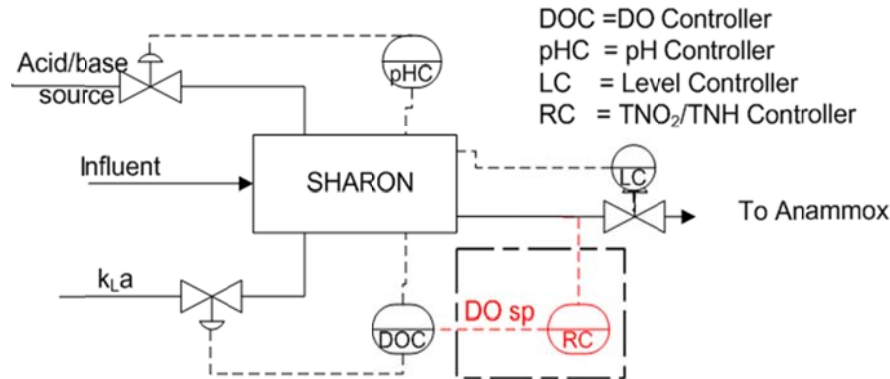 DOC =DO Controller
pHC = pH Controller
LC = Level Controller
RC = TNO₂/TNH Controller
Acid/base
source
pHC
Influent
SHARON
LC
To Anammox
kLa
DO sp
DOC
RC